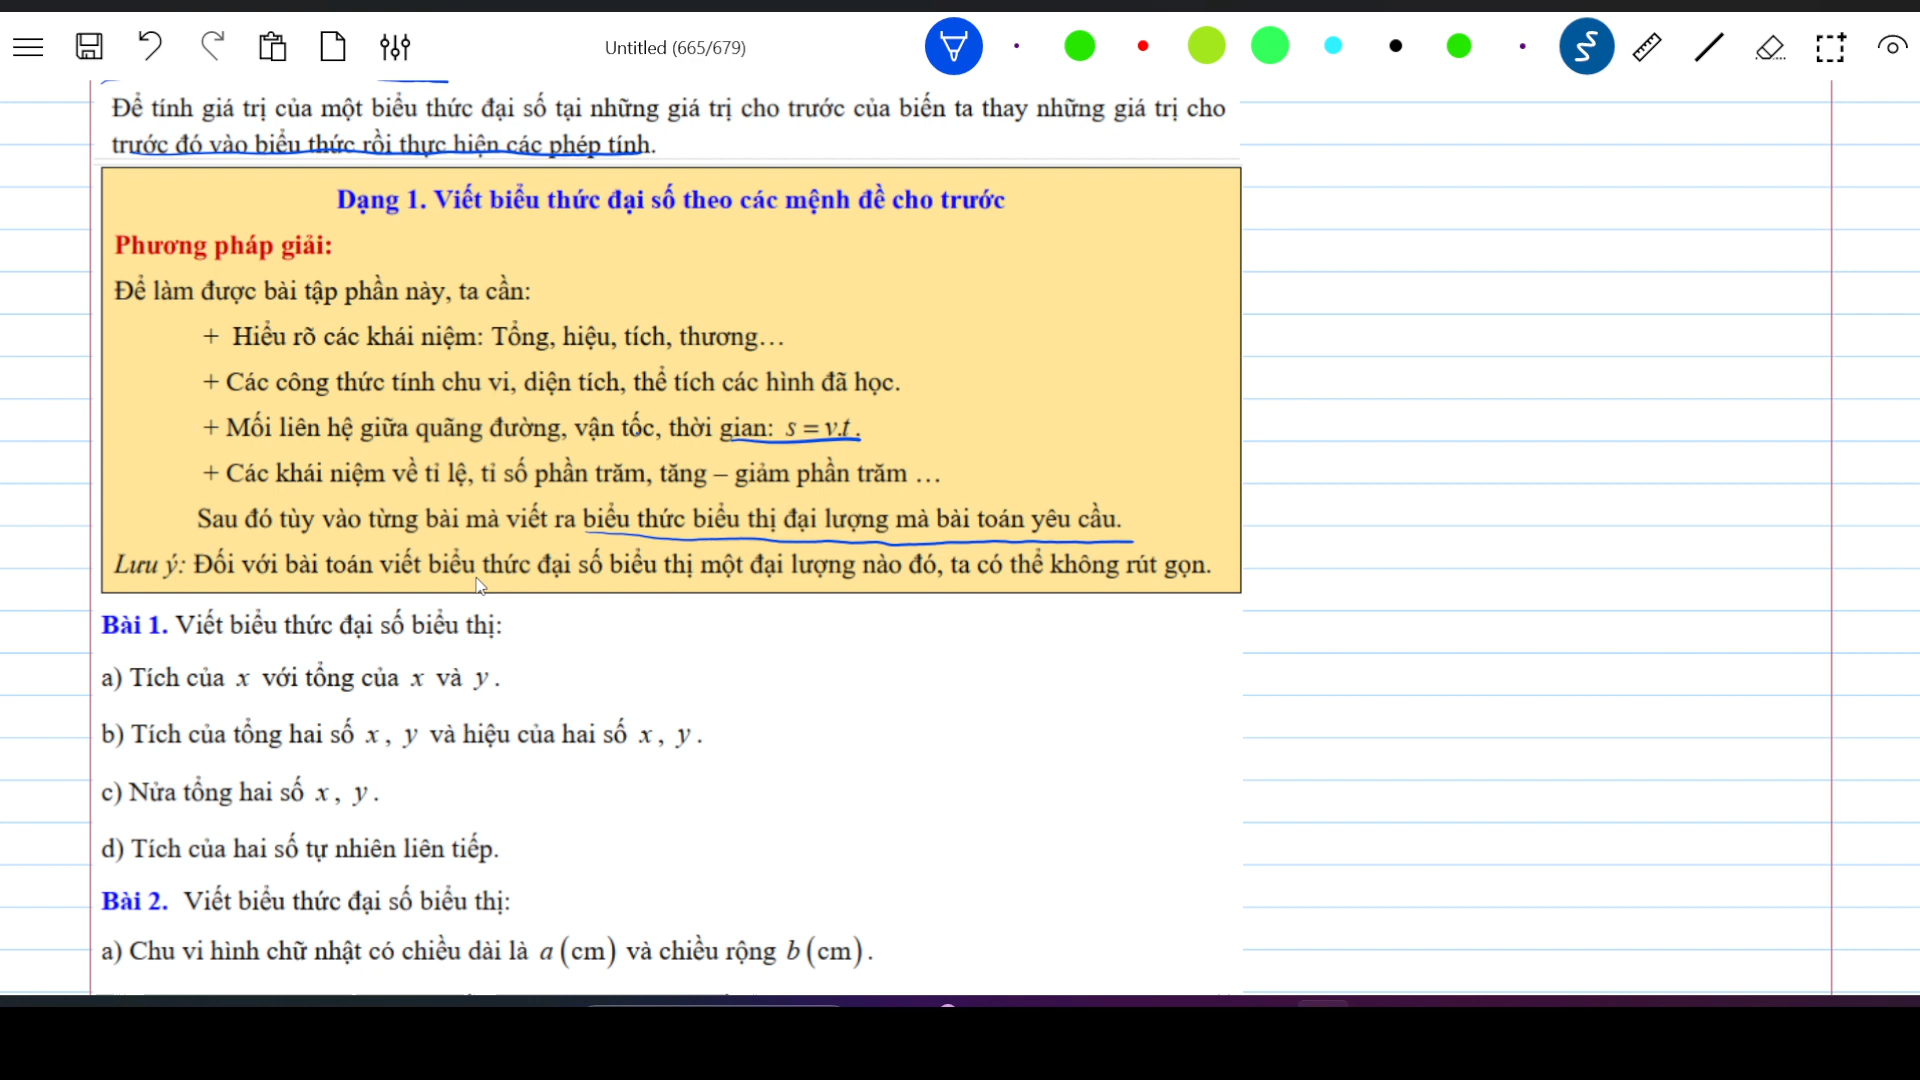 Untitled (665/679)
Để tính giá trị của một biểu thức đại số tại những giá trị cho trước của biến ta thay những giá trị cho
trước đó vào biểu thức rồi thực hiện các phép tính.
Dạng 1. Viết biểu thức đại số theo các mệnh đề cho trước
Phương pháp giải:
Để làm được bài tập phần này, ta cần:
+ Hiểu rõ các khái niệm: Tổng, hiệu, tích, thương…
+ Các công thức tính chu vi, diện tích, thể tích các hình đã học.
+ Mối liên hệ giữa quãng đường, vận tốc, thời gian: s = v.t .
+ Các khái niệm về tỉ lệ, tỉ số phần trăm, tăng – giảm phần trăm …
Sau đó tùy vào từng bài mà viết ra biểu thức biểu thị đại lượng mà bài toán yêu cầu.
Lưu ý: Đối với bài toán viết biểu thức đại số biểu thị một đại lượng nào đó, ta có thể không rút gọn.
Bài 1. Viết biểu thức đại số biểu thị:
a) Tích của x với tổng của x và y .
b) Tích của tổng hai số x , y và hiệu của hai số x , y .
c) Nửa tổng hai số x , y .
d) Tích của hai số tự nhiên liên tiếp.
Bài 2. Viết biểu thức đại số biểu thị:
a) Chu vi hình chữ nhật có chiều dài là a (cm) và chiều rộng b (cm) .